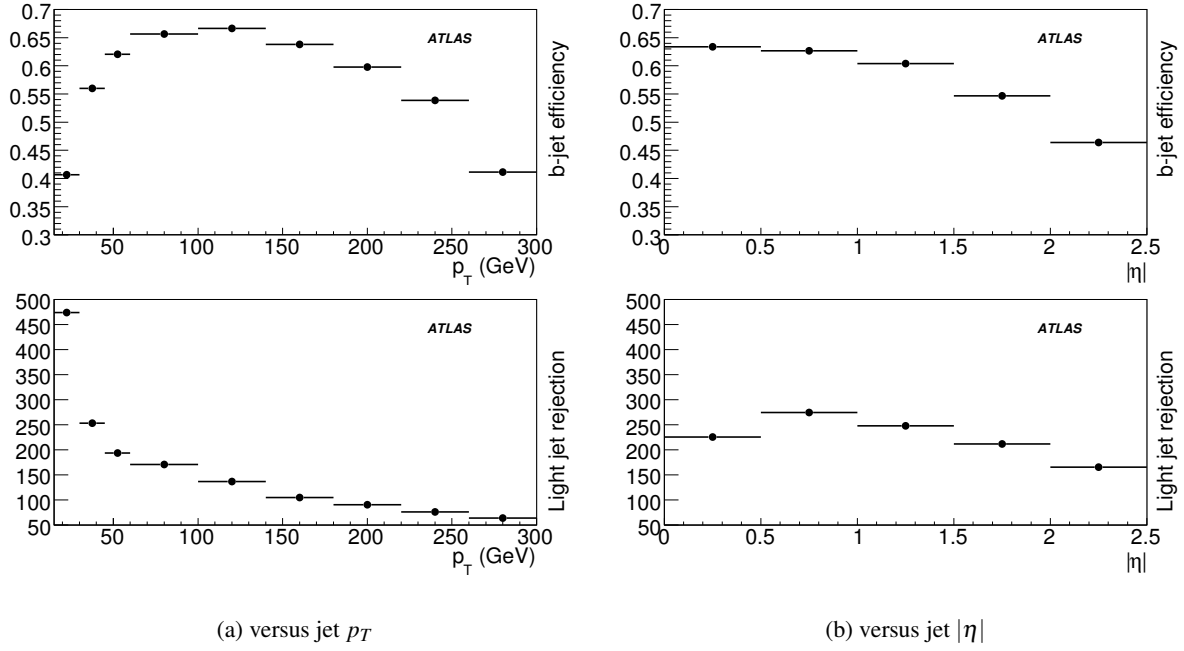 0.7
0.65
0.6
0.55
0.5
0.45
0.4
0.35
0.3
ATLAS
b-jet efficiency
50 100 150 200 250 300
p_T (GeV)
0.7
0.65
0.6
0.55
0.5
0.45
0.4
0.35
0.3
ATLAS
b-jet efficiency
0 0.5 1 1.5 2 2.5
|η|
500
450
400
350
300
250
200
150
100
50
ATLAS
Light jet rejection
50 100 150 200 250 300
p_T (GeV)
500
450
400
350
300
250
200
150
100
50
ATLAS
Light jet rejection
0 0.5 1 1.5 2 2.5
|η|
(a) versus jet p_T
(b) versus jet |η|